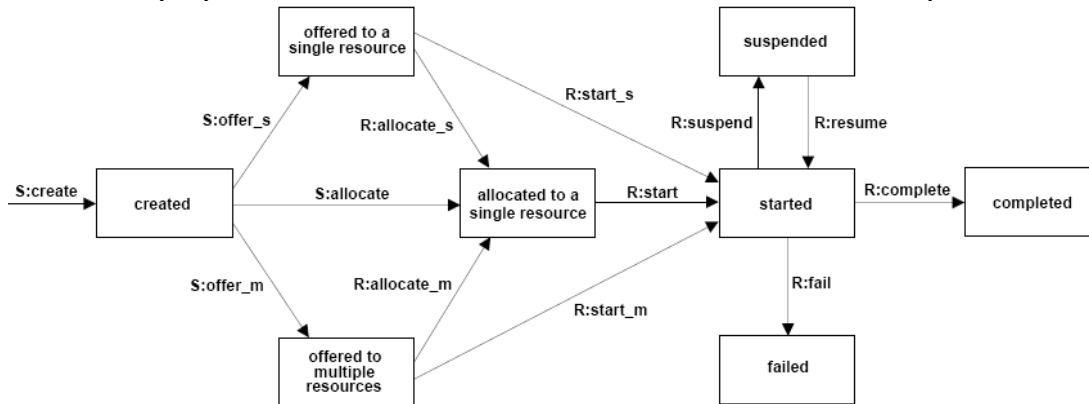 offered to a
single resource
suspended
R:start_s
S:offer_s
R:allocate_s
R:suspend
R:resume
S:create
created
S:allocate
allocated to a
single resource
R:start
started
R:complete
completed
S:offer_m
R:allocate_m
R:start_m
R:fail
offered to
multiple
resources
failed